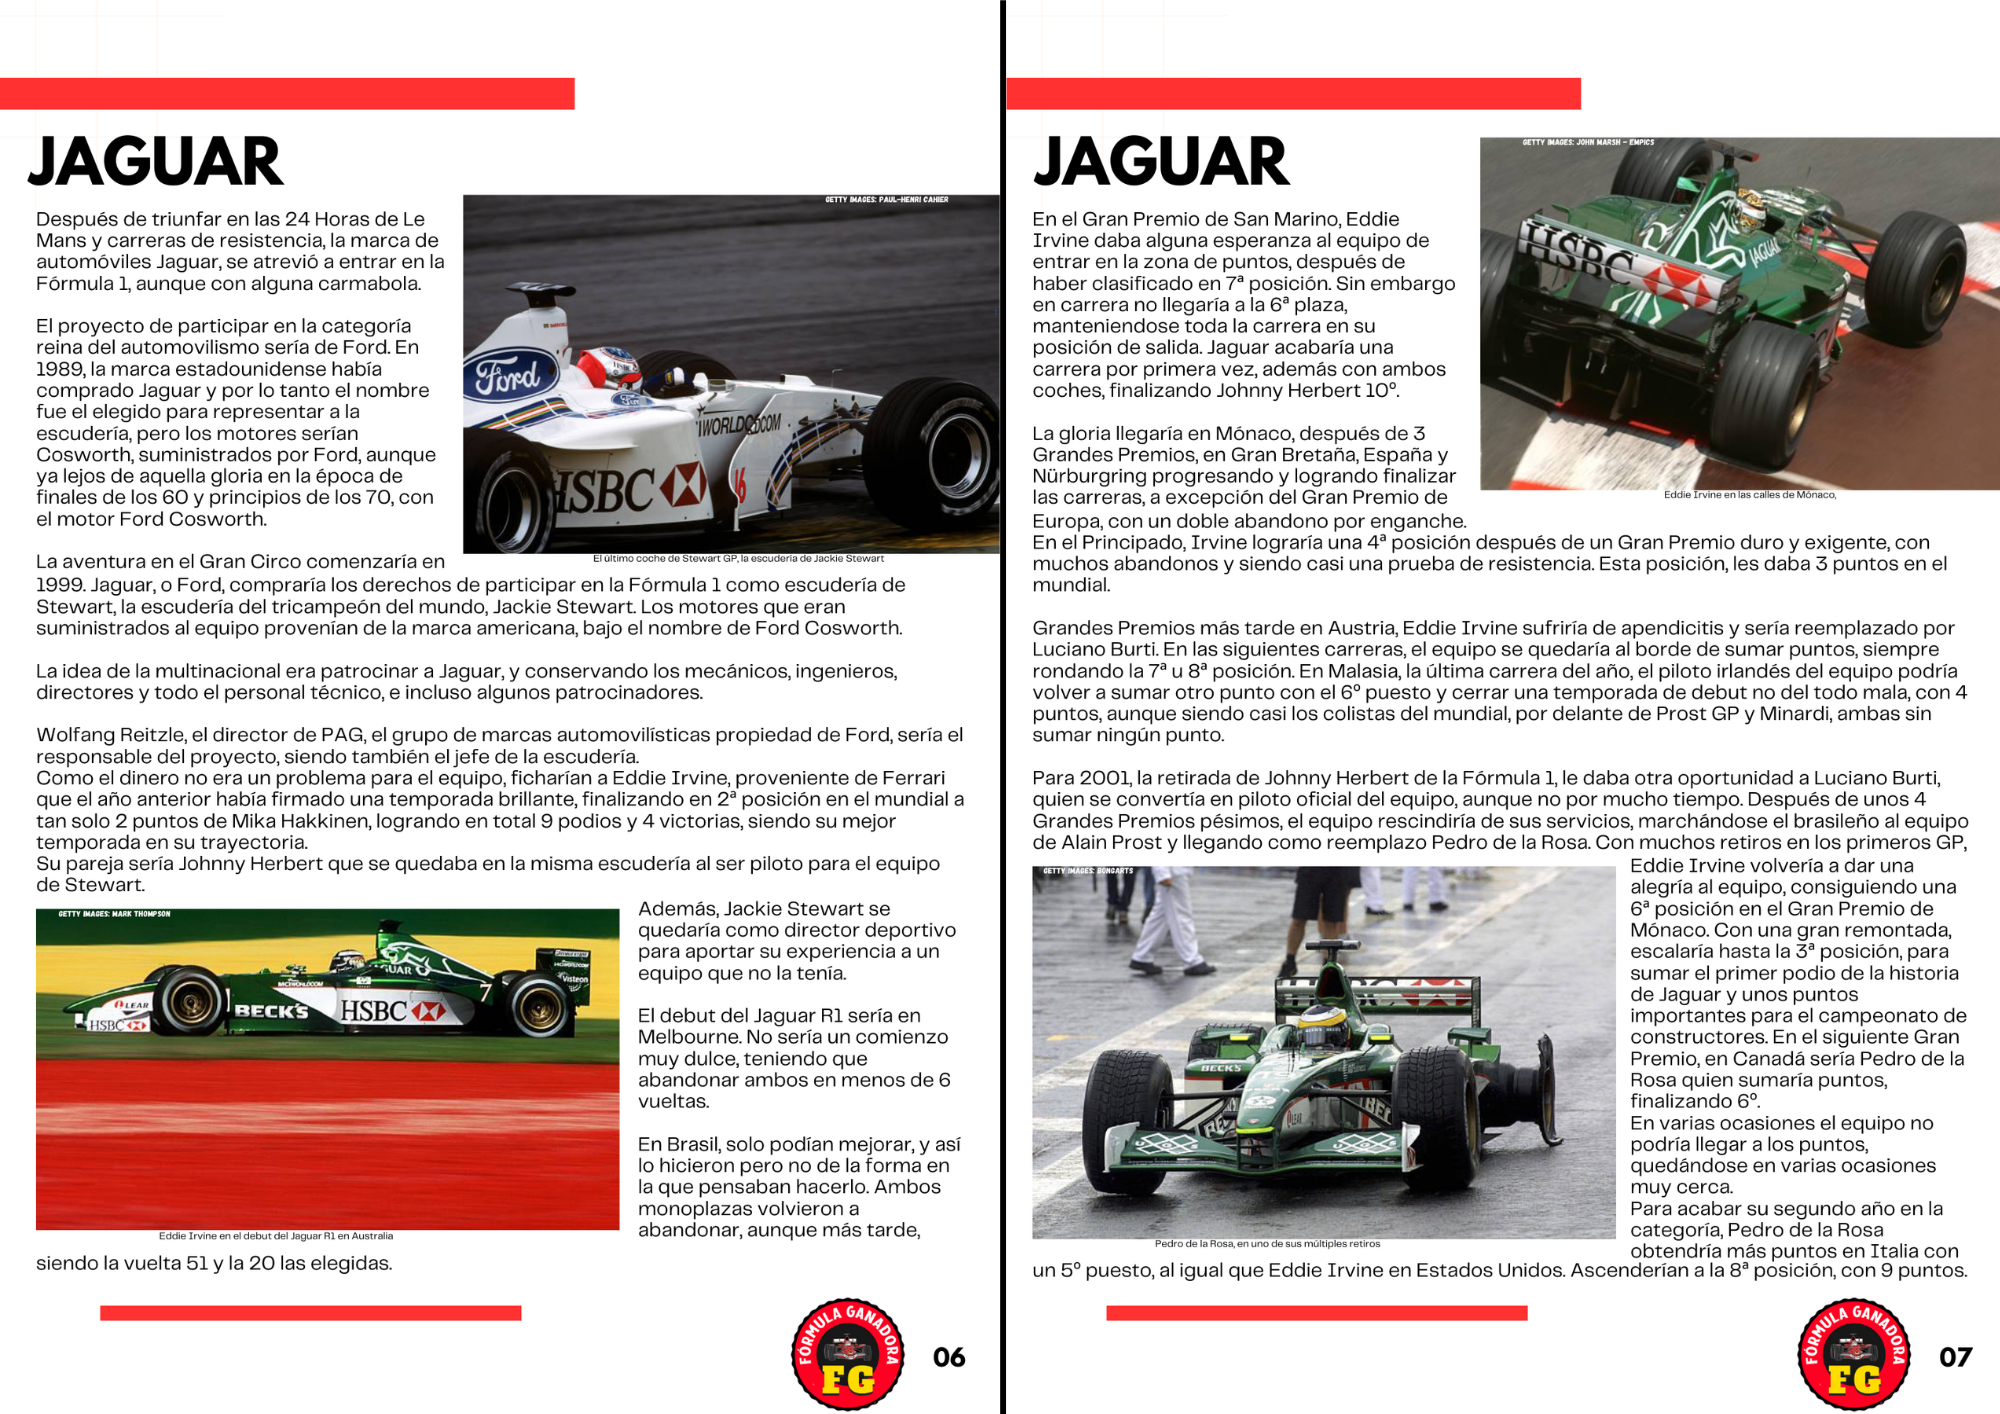 JAGUAR
GETTY IMAGES: PAUL-HENRI CAHIER
Después de triunfar en las 24 Horas de Le
Mans y carreras de resistencia, la marca de
automóviles Jaguar, se atrevió a entrar en la
Fórmula 1, aunque con alguna carmabola.
El proyecto de participar en la categoría
reina del automovilismo sería de Ford. En
1989, la marca estadounidense había
comprado Jaguar y por lo tanto el nombre
fue el elegido para representar a la
escudería, pero los motores serían
Cosworth, suministrados por Ford, aunque
ya lejos de aquella gloria en la época de
finales de los 60 y principios de los 70, con
el motor Ford Cosworth.
Ford
Ford
WORLDCOM
HSBC
16
El último coche de Stewart GP, la escudería de Jackie Stewart
La aventura en el Gran Circo comenzaría en
1999. Jaguar, o Ford, compraría los derechos de participar en la Fórmula 1 como escudería de
Stewart, la escudería del tricampeón del mundo, Jackie Stewart. Los motores que eran
suministrados al equipo provenían de la marca americana, bajo el nombre de Ford Cosworth.
La idea de la multinacional era patrocinar a Jaguar, y conservando los mecánicos, ingenieros,
directores y todo el personal técnico, e incluso algunos patrocinadores.
Wolfang Reitzle, el director de PAG, el grupo de marcas automovilísticas propiedad de Ford, sería el
responsable del proyecto, siendo también el jefe de la escudería.
Como el dinero no era un problema para el equipo, ficharían a Eddie Irvine, proveniente de Ferrari
que el año anterior había firmado una temporada brillante, finalizando en 2ª posición en el mundial a
tan solo 2 puntos de Mika Hakkinen, logrando en total 9 podios y 4 victorias, siendo su mejor
temporada en su trayectoria.
Su pareja sería Johnny Herbert que se quedaba en la misma escudería al ser piloto para el equipo
de Stewart.
GETTY IMAGES: MARK THOMPSON
JAGUAR
MCI WORLDCOM
Visteon
7
LEAR
HSBC
BECK'S
HSBC
Eddie Irvine en el debut del Jaguar R1 en Australia
Además, Jackie Stewart se
quedaría como director deportivo
para aportar su experiencia a un
equipo que no la tenía.
El debut del Jaguar R1 sería en
Melbourne. No sería un comienzo
muy dulce, teniendo que
abandonar ambos en menos de 6
vueltas.
En Brasil, solo podían mejorar, y así
lo hicieron pero no de la forma en
la que pensaban hacerlo. Ambos
monoplazas volvieron a
abandonar, aunque más tarde,
siendo la vuelta 51 y la 20 las elegidas.
FÓRMULA GANADORA
FG
06
JAGUAR
GETTY IMAGES: JOHN MARSH - EMPICS
En el Gran Premio de San Marino, Eddie
Irvine daba alguna esperanza al equipo de
entrar en la zona de puntos, después de
haber clasificado en 7ª posición. Sin embargo
en carrera no llegaría a la 6ª plaza,
manteniendose toda la carrera en su
posición de salida. Jaguar acabaría una
carrera por primera vez, además con ambos
coches, finalizando Johnny Herbert 10º.
HSBC
JAGUAR
Eddie Irvine en las calles de Mónaco,
La gloria llegaría en Mónaco, después de 3
Grandes Premios, en Gran Bretaña, España y
Nürburgring progresando y logrando finalizar
las carreras, a excepción del Gran Premio de
Europa, con un doble abandono por enganche.
En el Principado, Irvine lograría una 4ª posición después de un Gran Premio duro y exigente, con
muchos abandonos y siendo casi una prueba de resistencia. Esta posición, les daba 3 puntos en el
mundial.
Grandes Premios más tarde en Austria, Eddie Irvine sufriría de apendicitis y sería reemplazado por
Luciano Burti. En las siguientes carreras, el equipo se quedaría al borde de sumar puntos, siempre
rondando la 7ª u 8ª posición. En Malasia, la última carrera del año, el piloto irlandés del equipo podría
volver a sumar otro punto con el 6º puesto y cerrar una temporada de debut no del todo mala, con 4
puntos, aunque siendo casi los colistas del mundial, por delante de Prost GP y Minardi, ambas sin
sumar ningún punto.
Para 2001, la retirada de Johnny Herbert de la Fórmula 1, le daba otra oportunidad a Luciano Burti,
quien se convertía en piloto oficial del equipo, aunque no por mucho tiempo. Después de unos 4
Grandes Premios pésimos, el equipo rescindiría de sus servicios, marchándose el brasileño al equipo
de Alain Prost y llegando como reemplazo Pedro de la Rosa. Con muchos retiros en los primeros GP,
Eddie Irvine volvería a dar una
alegría al equipo, consiguiendo una
6ª posición en el Gran Premio de
Mónaco. Con una gran remontada,
escalaría hasta la 3ª posición, para
sumar el primer podio de la historia
de Jaguar y unos puntos
importantes para el campeonato de
constructores. En el siguiente Gran
Premio, en Canadá sería Pedro de la
Rosa quien sumaría puntos,
finalizando 6º.
En varias ocasiones el equipo no
podría llegar a los puntos,
quedándose en varias ocasiones
muy cerca.
Para acabar su segundo año en la
categoría, Pedro de la Rosa
obtendría más puntos en Italia con
un 5º puesto, al igual que Eddie Irvine en Estados Unidos. Ascenderían a la 8ª posición, con 9 puntos.
GETTY IMAGES: BONGARTS
HSBC
BECK'S
LEAR
BECK
Pedro de la Rosa, en uno de sus múltiples retiros
FÓRMULA GANADORA
FG
07